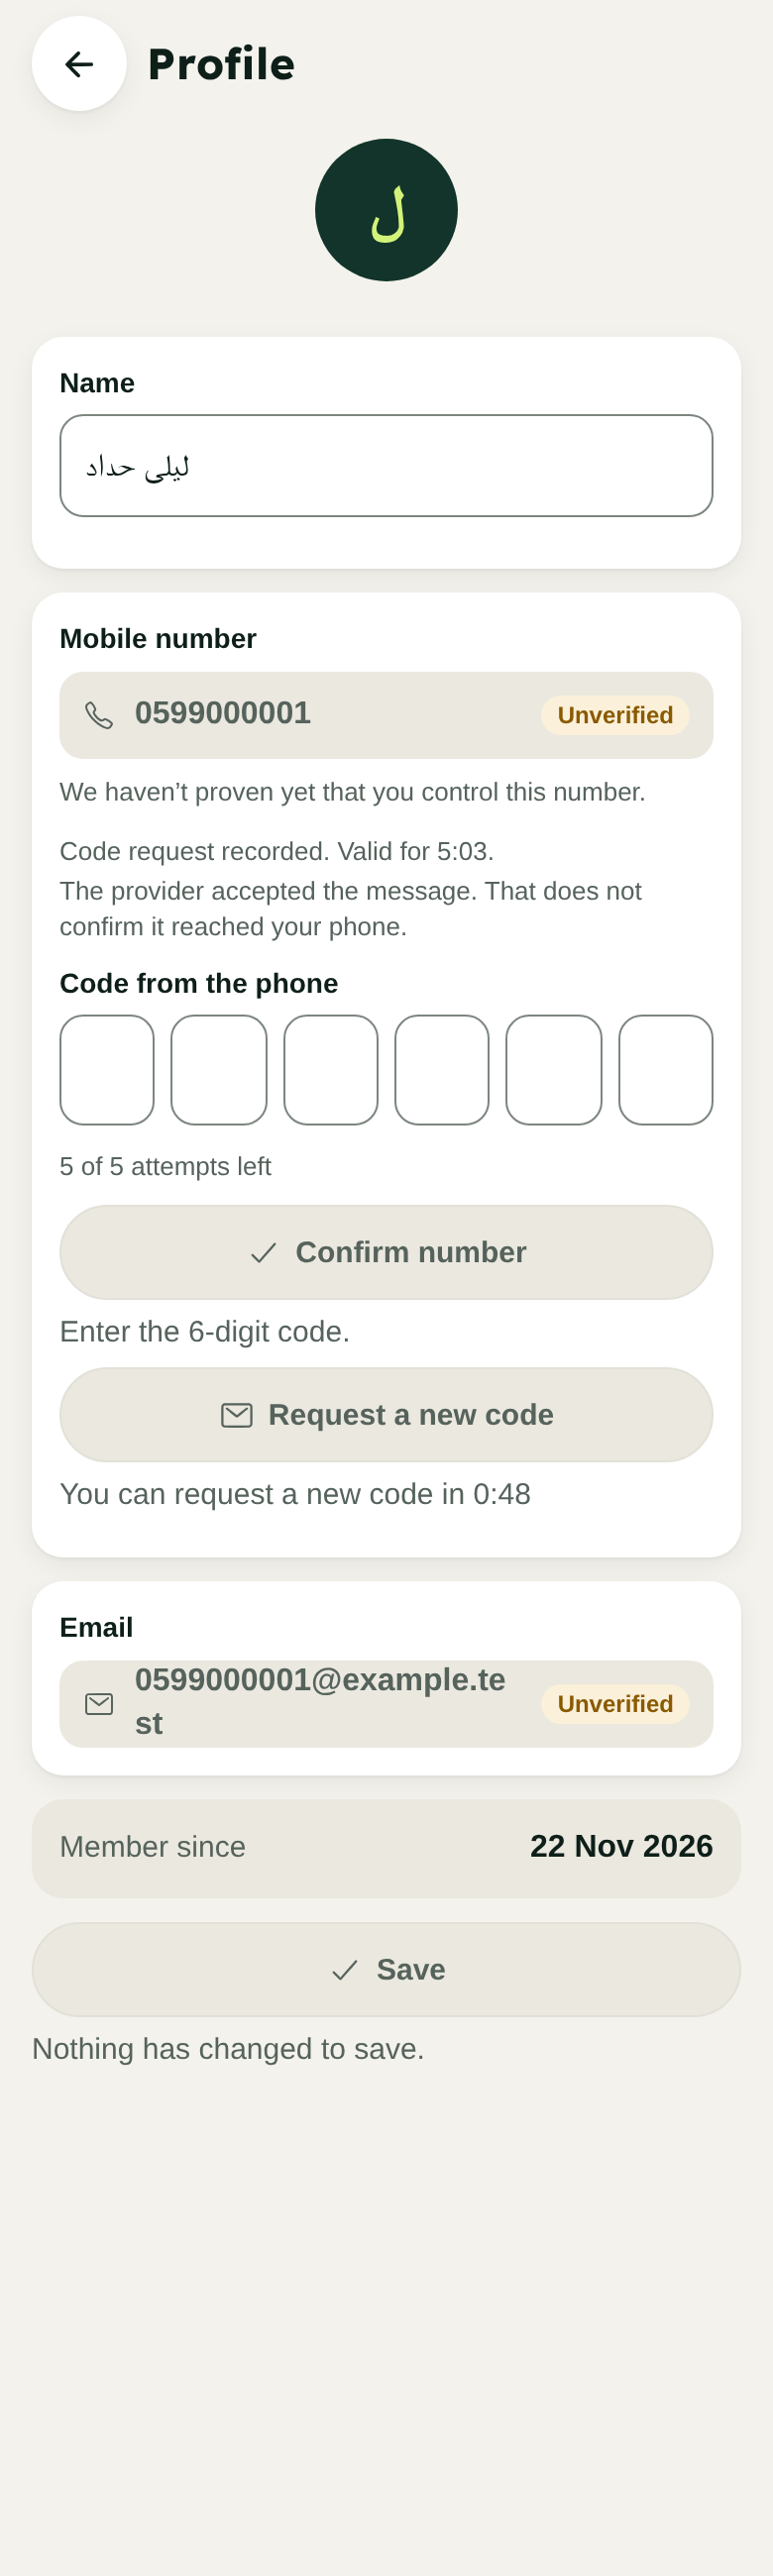 Profile
ل
Name
ليلى حداد
Mobile number
0599000001
Unverified
We haven’t proven yet that you control this number.
Code request recorded. Valid for 5:03.
The provider accepted the message. That does not
confirm it reached your phone.
Code from the phone
5 of 5 attempts left
Confirm number
Enter the 6-digit code.
Request a new code
You can request a new code in 0:48
Email
0599000001@example.te
st
Unverified
Member since
22 Nov 2026
Save
Nothing has changed to save.